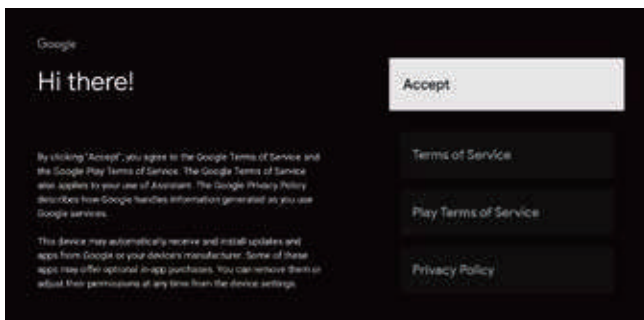 Google
Hi there!
By clicking "Accept", you agree to the Google Terms of Service and
the Google Play Terms of Service. The Google Terms of Service
also applies to your use of Assistant. The Google Privacy Policy
describes how Google handles information generated as you use
Google services.
This device may automatically receive and install updates and
apps from Google or your device's manufacturer. Some of these
apps may offer optional in-app purchases. You can remove them or
adjust their permissions at any time from the device settings.
Accept
Terms of Service
Play Terms of Service
Privacy Policy